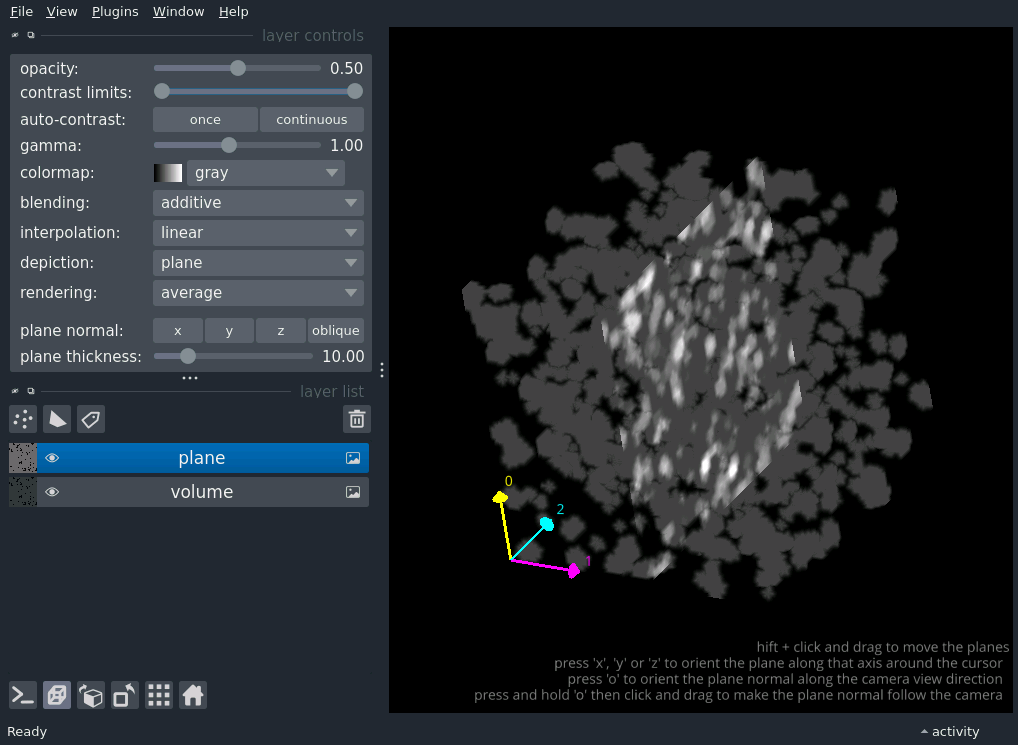 File View Plugins Window Help
layer controls
opacity: 0.50
contrast limits:
auto-contrast: once continuous
gamma: 1.00
colormap: gray
blending: additive
interpolation: linear
depiction: plane
rendering: average
plane normal: x y z oblique
plane thickness: 10.00
layer list
plane
volume
0
2
1
hift + click and drag to move the planes
press 'x', 'y' or 'z' to orient the plane along that axis around the cursor
press 'o' to orient the plane normal along the camera view direction
press and hold 'o' then click and drag to make the plane normal follow the camera
Ready activity